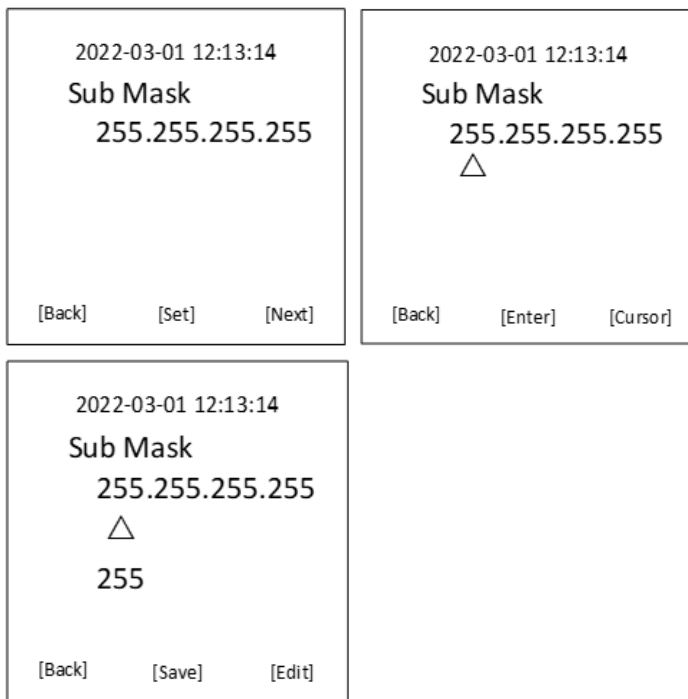 2022-03-01 12:13:14
Sub Mask
255.255.255.255
[Back] [Set] [Next]
2022-03-01 12:13:14
Sub Mask
255.255.255.255
[Back] [Enter] [Cursor]
2022-03-01 12:13:14
Sub Mask
255.255.255.255
255
[Back] [Save] [Edit]